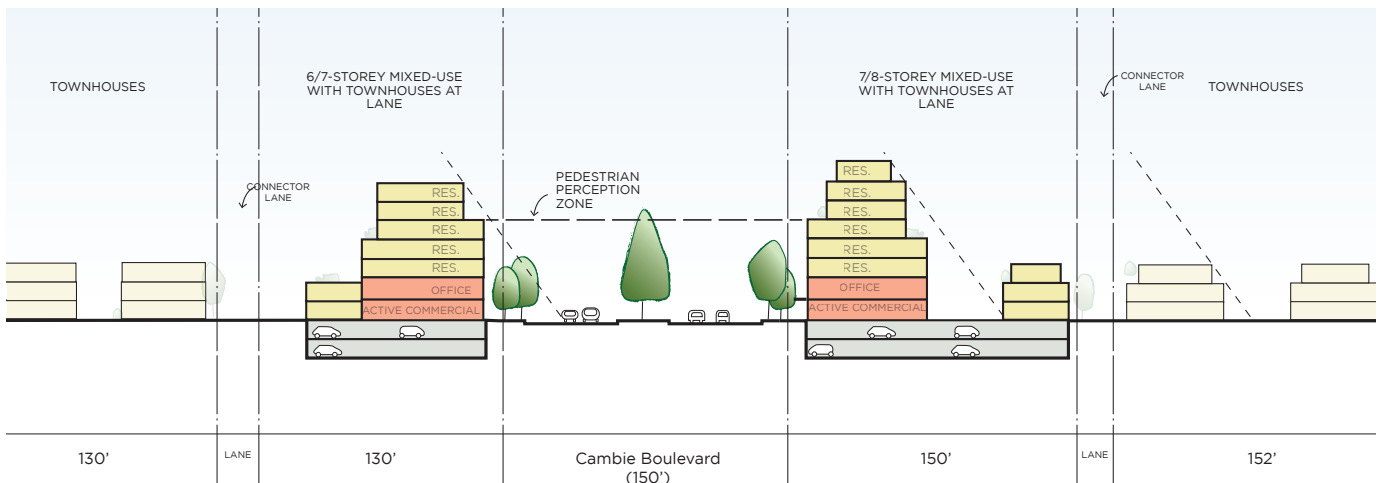 TOWNHOUSES
6/7-STOREY MIXED-USE
WITH TOWNHOUSES AT
LANE
7/8-STOREY MIXED-USE
WITH TOWNHOUSES AT
LANE
CONNECTOR
LANE
TOWNHOUSES
CONNECTOR
LANE
PEDESTRIAN
PERCEPTION
ZONE
RES.
RES.
RES.
RES.
RES.
OFFICE
ACTIVE COMMERCIAL
RES.
RES.
RES.
RES.
RES.
RES.
OFFICE
ACTIVE COMMERCIAL
130'
LANE
130'
Cambie Boulevard
(150')
150'
LANE
152'